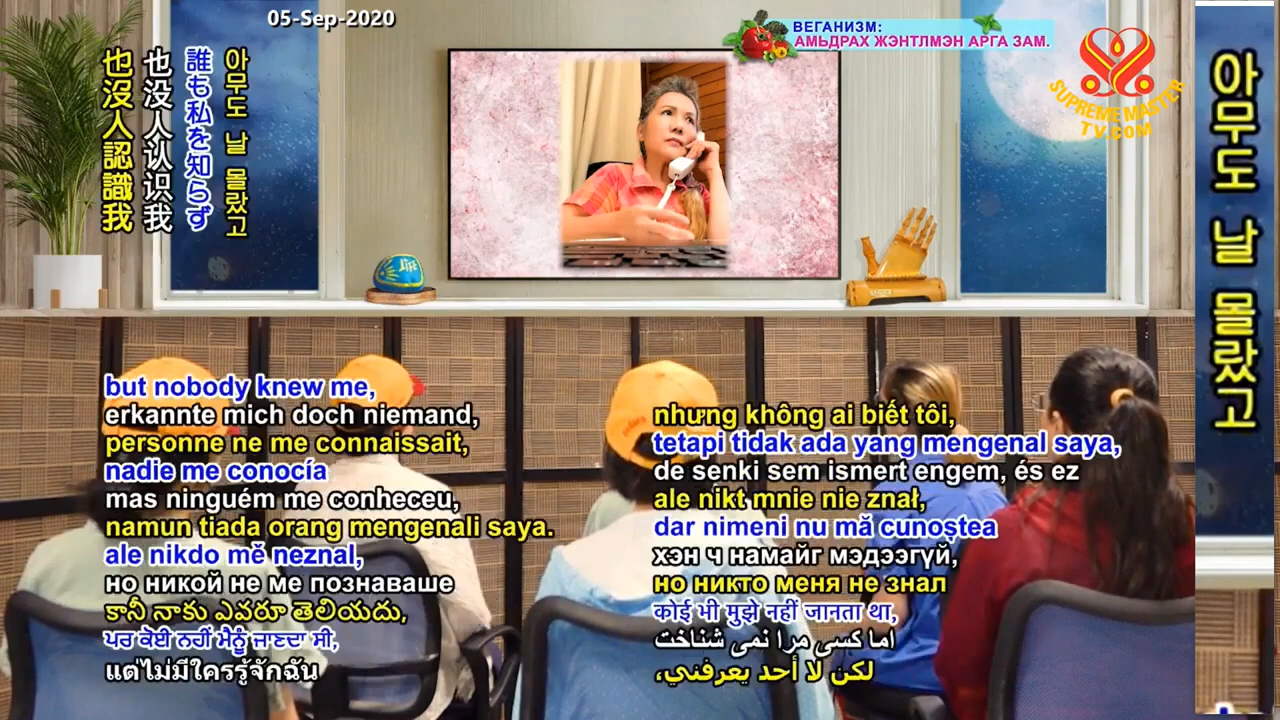 05-Sep-2020
ВЕГАНИЗМ:
АМЬДРАХ ЖЭНТЛМЭН АРГА ЗАМ.
SUPREME MASTER
TV.COM
아무도 날 몰랐고
誰も私を知らず
也没人认识我
也沒人認識我
아무도 날 몰랐고
LIFE
but nobody knew me,
erkannte mich doch niemand,
personne ne me connaissait,
nadie me conocía
mas ninguém me conheceu,
namun tiada orang mengenali saya.
ale nikdo mě neznal,
но никой не ме познаваше
కానీ నాకు ఎవరూ తెలియదు,
ਪਰ ਕੋਈ ਨਹੀਂ ਮੈਨੂੰ ਜਾਣਦਾ ਸੀ,
แต่ไม่มีใครรู้จักฉัน
nhưng không ai biết tôi,
tetapi tidak ada yang mengenal saya,
de senki sem ismert engem, és ez
ale nikt mnie nie znał,
dar nimeni nu mă cunoștea
хэн ч намайг мэдээгүй,
но никто меня не знал
कोई भी मुझे नहीं जानता था,
اما کسی مرا نمی شناخت
لكن لا أحد يعرفني،